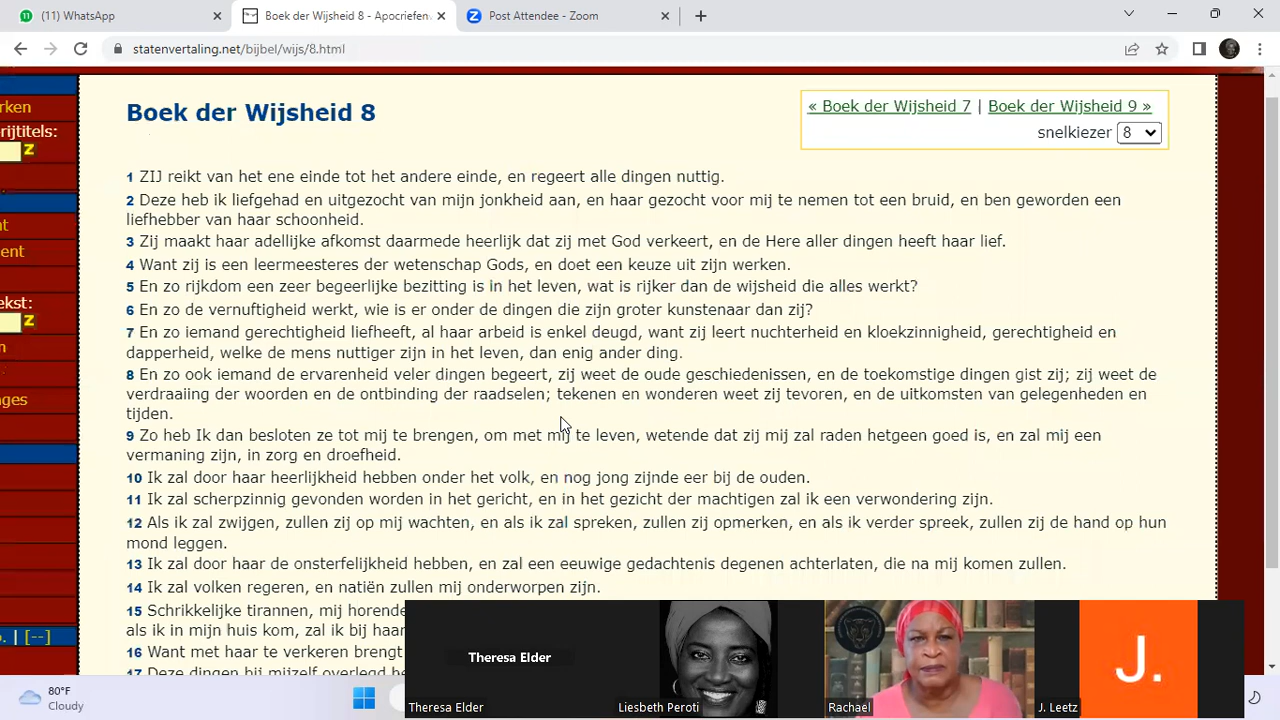 (11) WhatsApp
Boek der Wijsheid 8 - Apocriefen
Post Attendee - Zoom
statenvertaling.net/bijbel/wijs/8.html
rken
rijtitels:
Z
nt
ent
ekst:
Z
n
ages
o. | [--]
Boek der Wijsheid 8
« Boek der Wijsheid 7 | Boek der Wijsheid 9 »
snelkiezer 8
1 ZIJ reikt van het ene einde tot het andere einde, en regeert alle dingen nuttig.
2 Deze heb ik liefgehad en uitgezocht van mijn jonkheid aan, en haar gezocht voor mij te nemen tot een bruid, en ben geworden een
liefhebber van haar schoonheid.
3 Zij maakt haar adellijke afkomst daarmede heerlijk dat zij met God verkeert, en de Here aller dingen heeft haar lief.
4 Want zij is een leermeesteres der wetenschap Gods, en doet een keuze uit zijn werken.
5 En zo rijkdom een zeer begeerlijke bezitting is in het leven, wat is rijker dan de wijsheid die alles werkt?
6 En zo de vernuftigheid werkt, wie is er onder de dingen die zijn groter kunstenaar dan zij?
7 En zo iemand gerechtigheid liefheeft, al haar arbeid is enkel deugd, want zij leert nuchterheid en kloekzinnigheid, gerechtigheid en
dapperheid, welke de mens nuttiger zijn in het leven, dan enig ander ding.
8 En zo ook iemand de ervarenheid veler dingen begeert, zij weet de oude geschiedenissen, en de toekomstige dingen gist zij; zij weet de
verdraaiing der woorden en de ontbinding der raadselen; tekenen en wonderen weet zij tevoren, en de uitkomsten van gelegenheden en
tijden.
9 Zo heb Ik dan besloten ze tot mij te brengen, om met mij te leven, wetende dat zij mij zal raden hetgeen goed is, en zal mij een
vermaning zijn, in zorg en droefheid.
10 Ik zal door haar heerlijkheid hebben onder het volk, en nog jong zijnde eer bij de ouden.
11 Ik zal scherpzinnig gevonden worden in het gericht, en in het gezicht der machtigen zal ik een verwondering zijn.
12 Als ik zal zwijgen, zullen zij op mij wachten, en als ik zal spreken, zullen zij opmerken, en als ik verder spreek, zullen zij de hand op hun
mond leggen.
13 Ik zal door haar de onsterfelijkheid hebben, en zal een eeuwige gedachtenis degenen achterlaten, die na mij komen zullen.
14 Ik zal volken regeren, en natiën zullen mij onderworpen zijn.
15 Schrikkelijke tirannen, mij horende
als ik in mijn huis kom, zal ik bij haar
16 Want met haar te verkeren brengt
17 Deze dingen bij mijzelf overlegd he
Theresa Elder
Theresa Elder
Liesbeth Peroti
Rachael
J.
J. Leetz
80°F
Cloudy